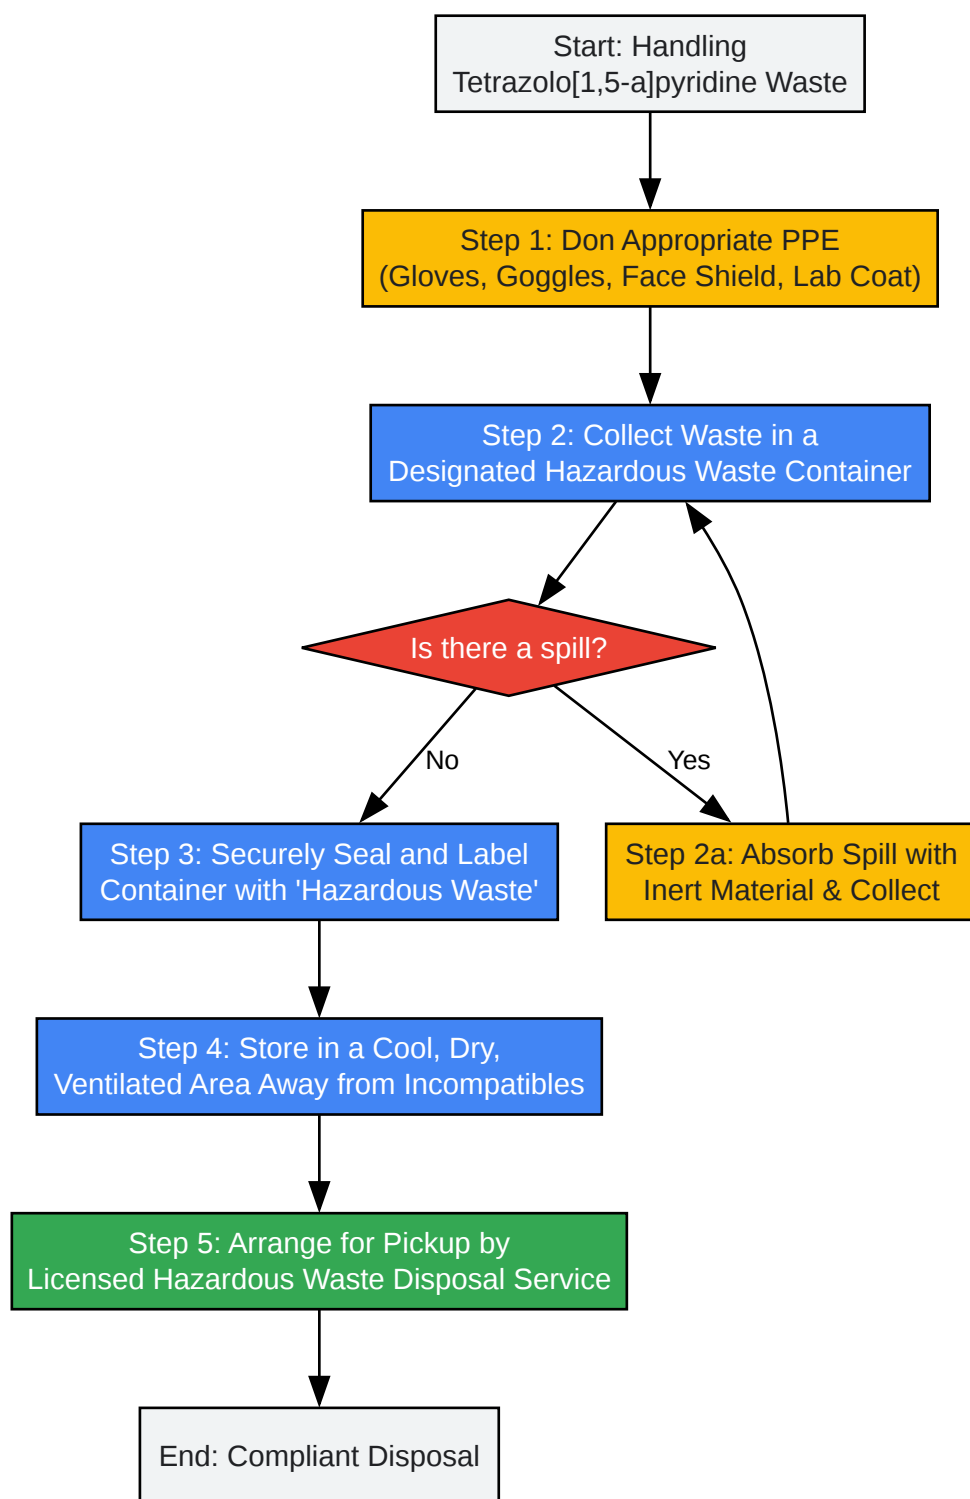 Start: Handling
Tetrazolo[1,5-a]pyridine Waste
Step 1: Don Appropriate PPE
(Gloves, Goggles, Face Shield, Lab Coat)
Step 2: Collect Waste in a
Designated Hazardous Waste Container
Is there a spill?
No
Yes
Step 3: Securely Seal and Label
Container with 'Hazardous Waste'
Step 2a: Absorb Spill with
Inert Material & Collect
Step 4: Store in a Cool, Dry,
Ventilated Area Away from Incompatibles
Step 5: Arrange for Pickup by
Licensed Hazardous Waste Disposal Service
End: Compliant Disposal